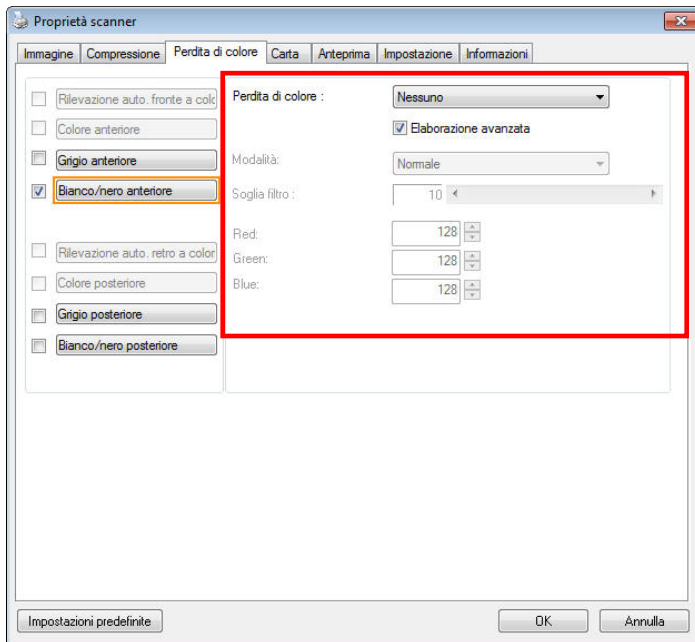 Proprietà scanner
Immagine Compressione Perdita di colore Carta Anteprima Impostazione Informazioni
Rilevazione auto. fronte a colo
Colore anteriore
Grigio anteriore
Bianco/nero anteriore
Rilevazione auto. retro a color
Colore posteriore
Grigio posteriore
Bianco/nero posteriore
Perdita di colore : Nessuno
Elaborazione avanzata
Modalità: Normale
Soglia filtro : 10
Red: 128
Green: 128
Blue: 128
Impostazioni predefinite OK Annulla